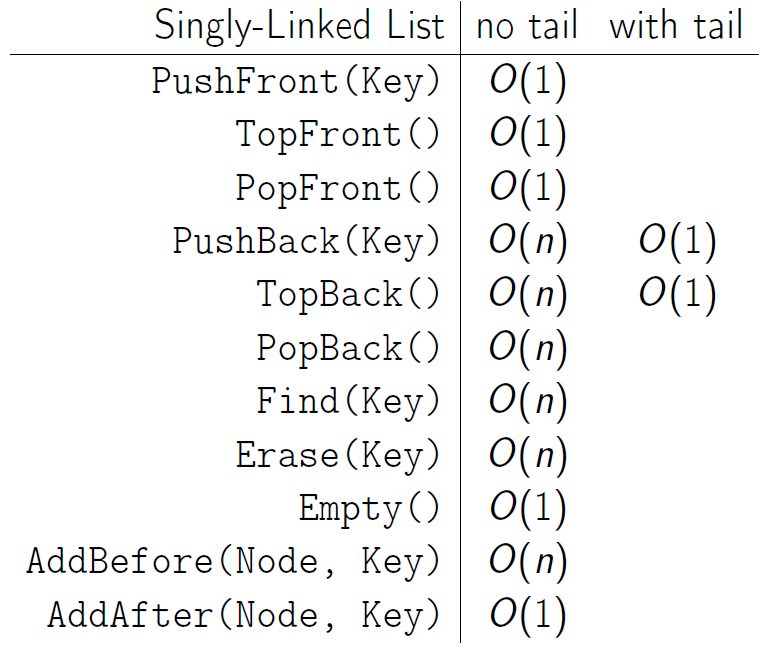 Singly-Linked List no tail with tail
PushFront(Key) O(1)
TopFront() O(1)
PopFront() O(1)
PushBack(Key) O(n) O(1)
TopBack() O(n) O(1)
PopBack() O(n)
Find(Key) O(n)
Erase(Key) O(n)
Empty() O(1)
AddBefore(Node, Key) O(n)
AddAfter(Node, Key) O(1)